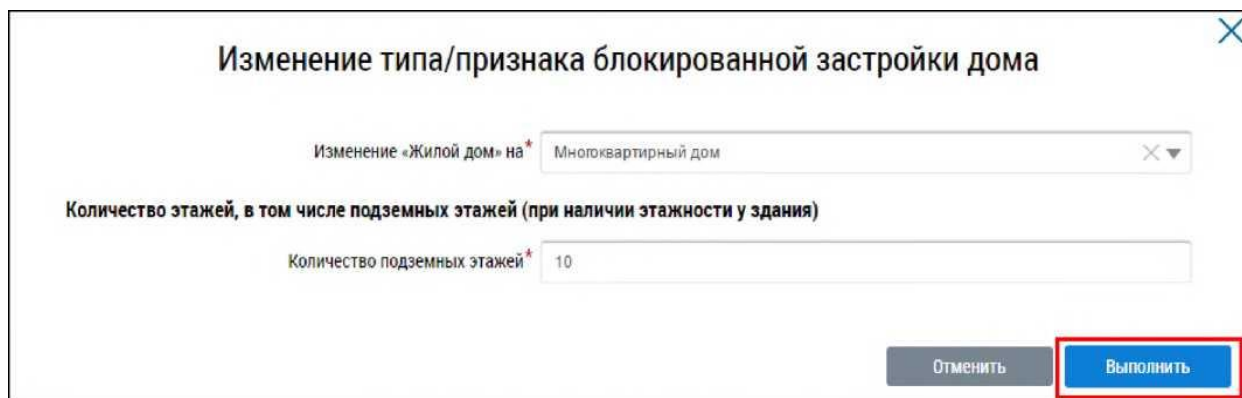 Изменение типа/признака блокированной застройки дома
Изменение «Жилой дом» на* Многоквартирный дом
Количество этажей, в том числе подземных этажей (при наличии этажности у здания)
Количество подземных этажей* 10
Отменить Выполнить